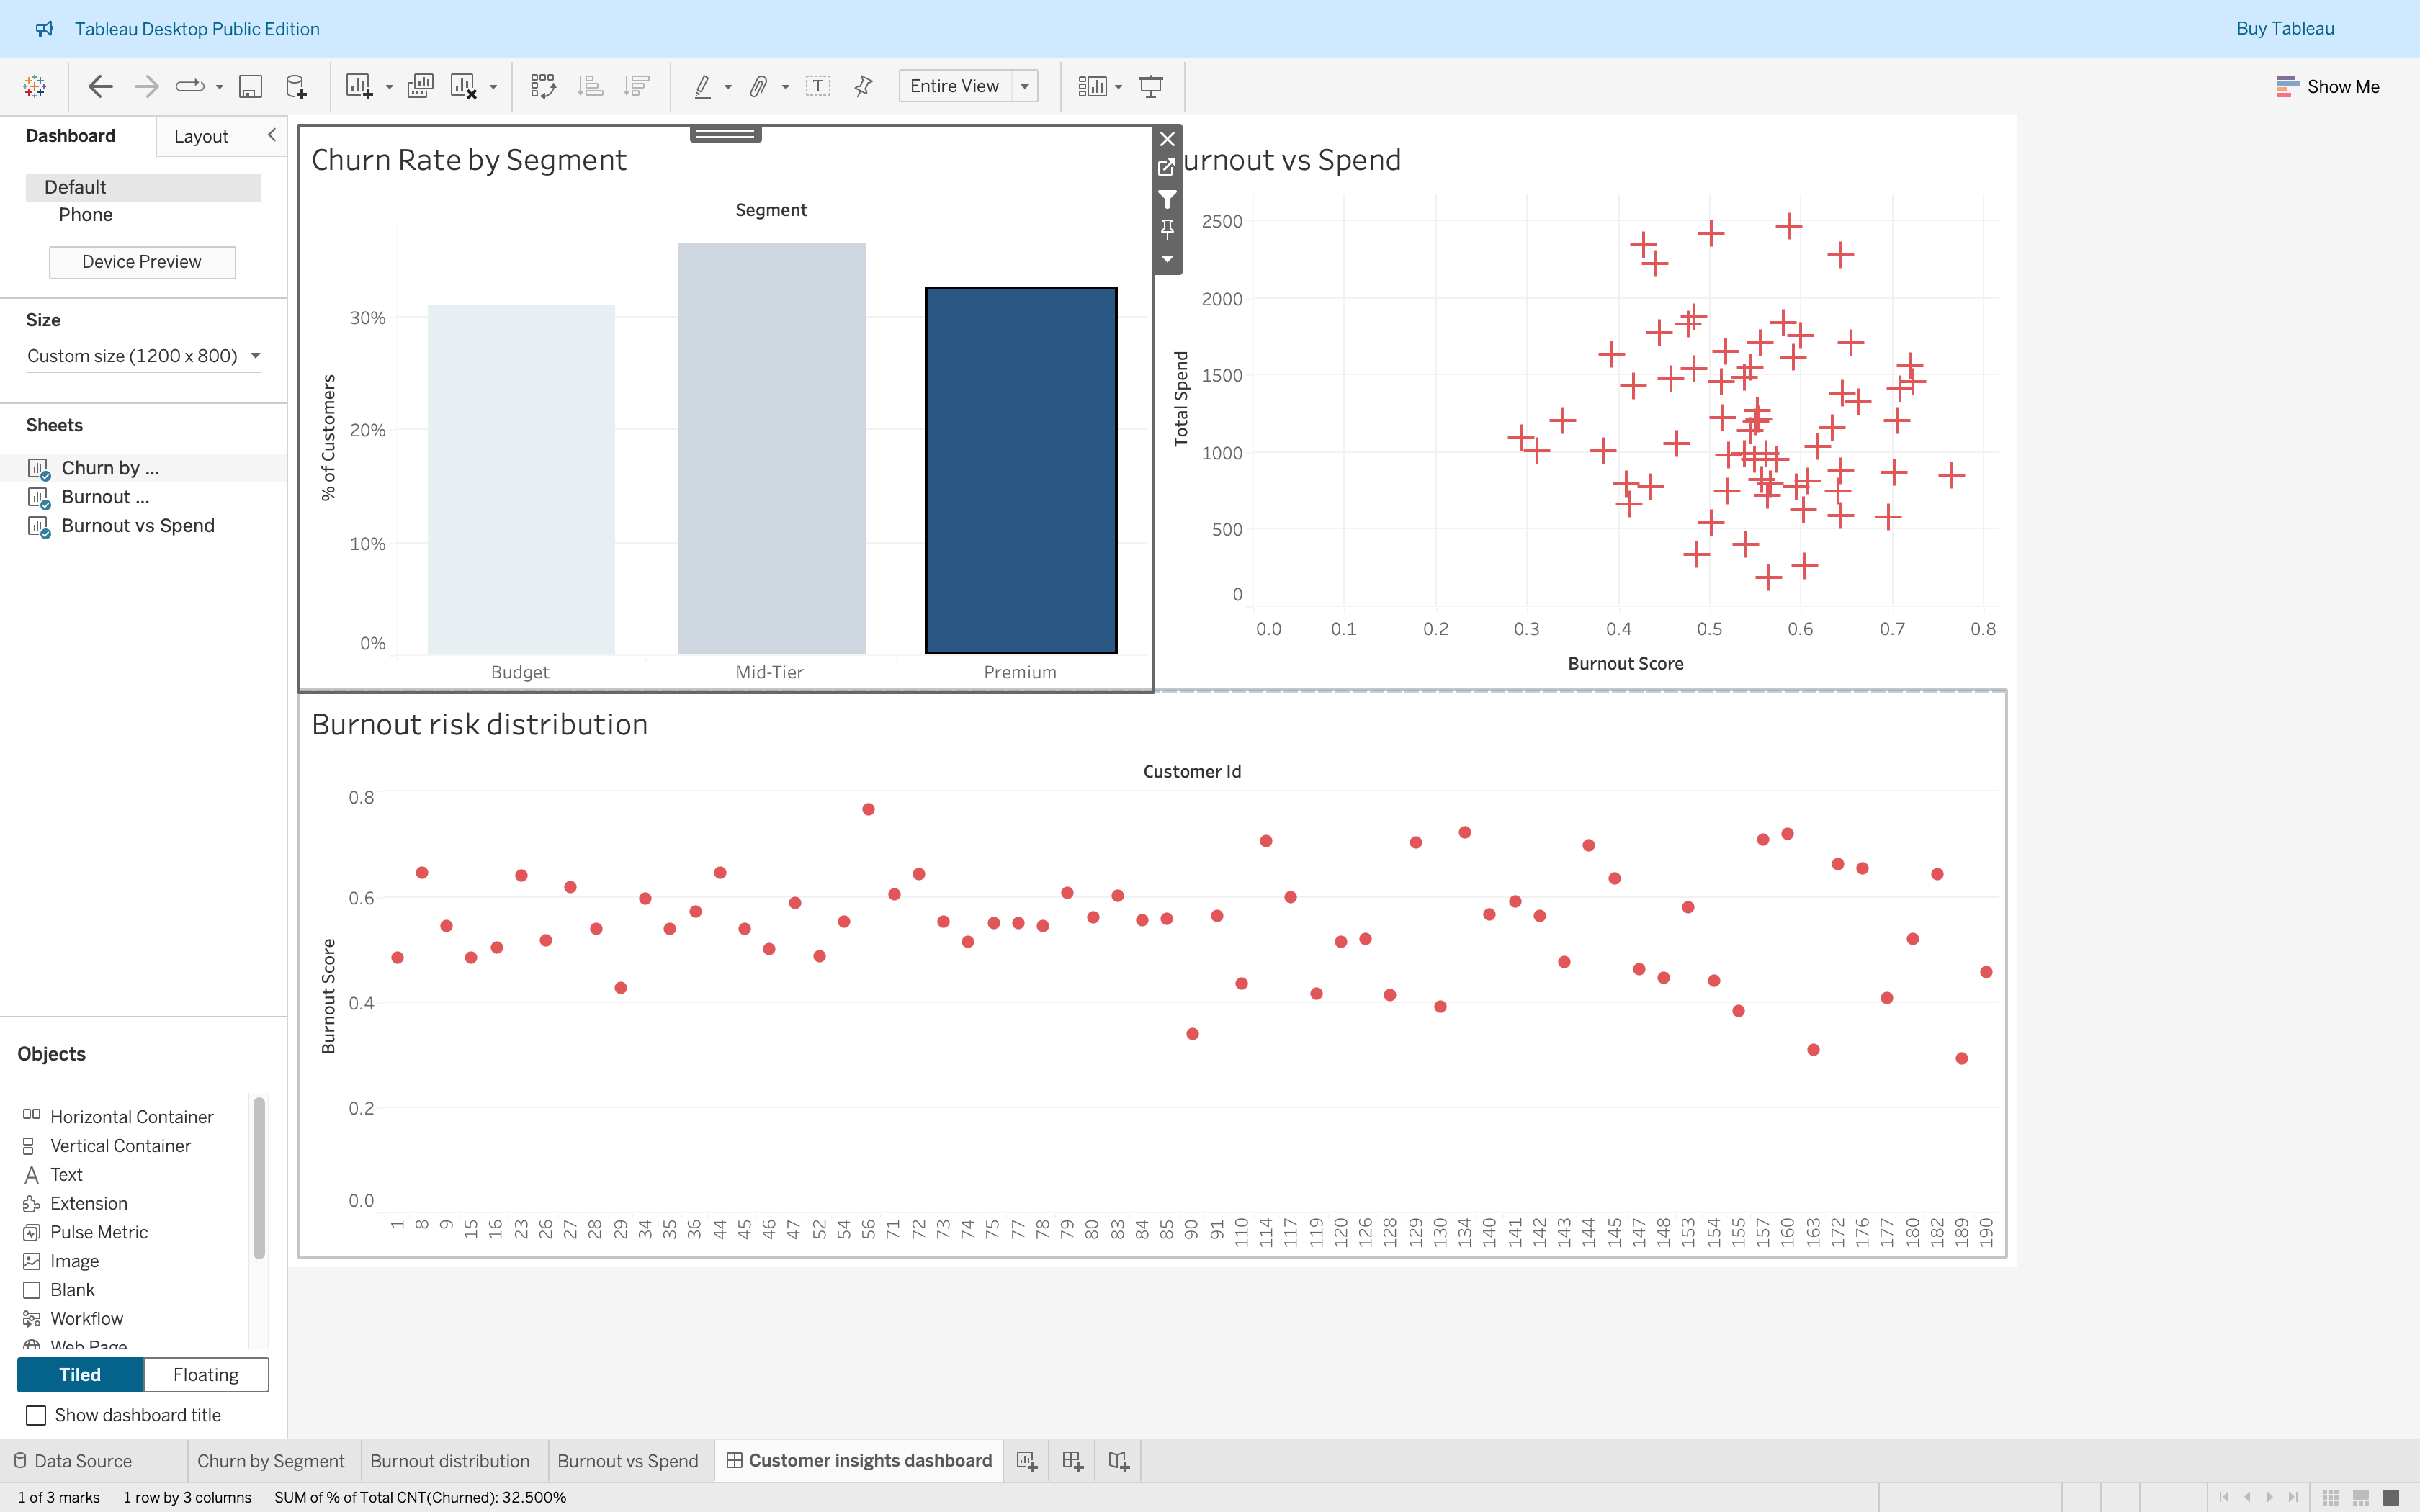 Tableau Desktop Public Edition
Buy Tableau
Entire View
Show Me
Dashboard
Layout
Default
Phone
Device Preview
Size
Custom size (1200 x 800)
Sheets
Churn by ...
Burnout ...
Burnout vs Spend
Objects
Horizontal Container
Vertical Container
Text
Extension
Pulse Metric
Image
Blank
Workflow
Web Page
Tiled
Floating
Show dashboard title
Churn Rate by Segment
Segment
% of Customers
30%
20%
10%
0%
Budget
Mid-Tier
Premium
urnout vs Spend
Total Spend
2500
2000
1500
1000
500
0
0.0 0.1 0.2 0.3 0.4 0.5 0.6 0.7 0.8
Burnout Score
Burnout risk distribution
Customer Id
Burnout Score
0.8
0.6
0.4
0.2
0.0
1 8 9 15 16 23 26 27 28 29 34 35 36 44 45 46 47 52 54 56 71 72 73 74 75 77 78 79 80 83 84 85 90 91 110 114 117 119 120 126 128 129 130 134 140 141 142 143 144 145 147 148 153 154 155 157 160 163 172 176 177 180 182 189 190
Data Source
Churn by Segment
Burnout distribution
Burnout vs Spend
Customer insights dashboard
1 of 3 marks
1 row by 3 columns
SUM of % of Total CNT(Churned): 32.500%